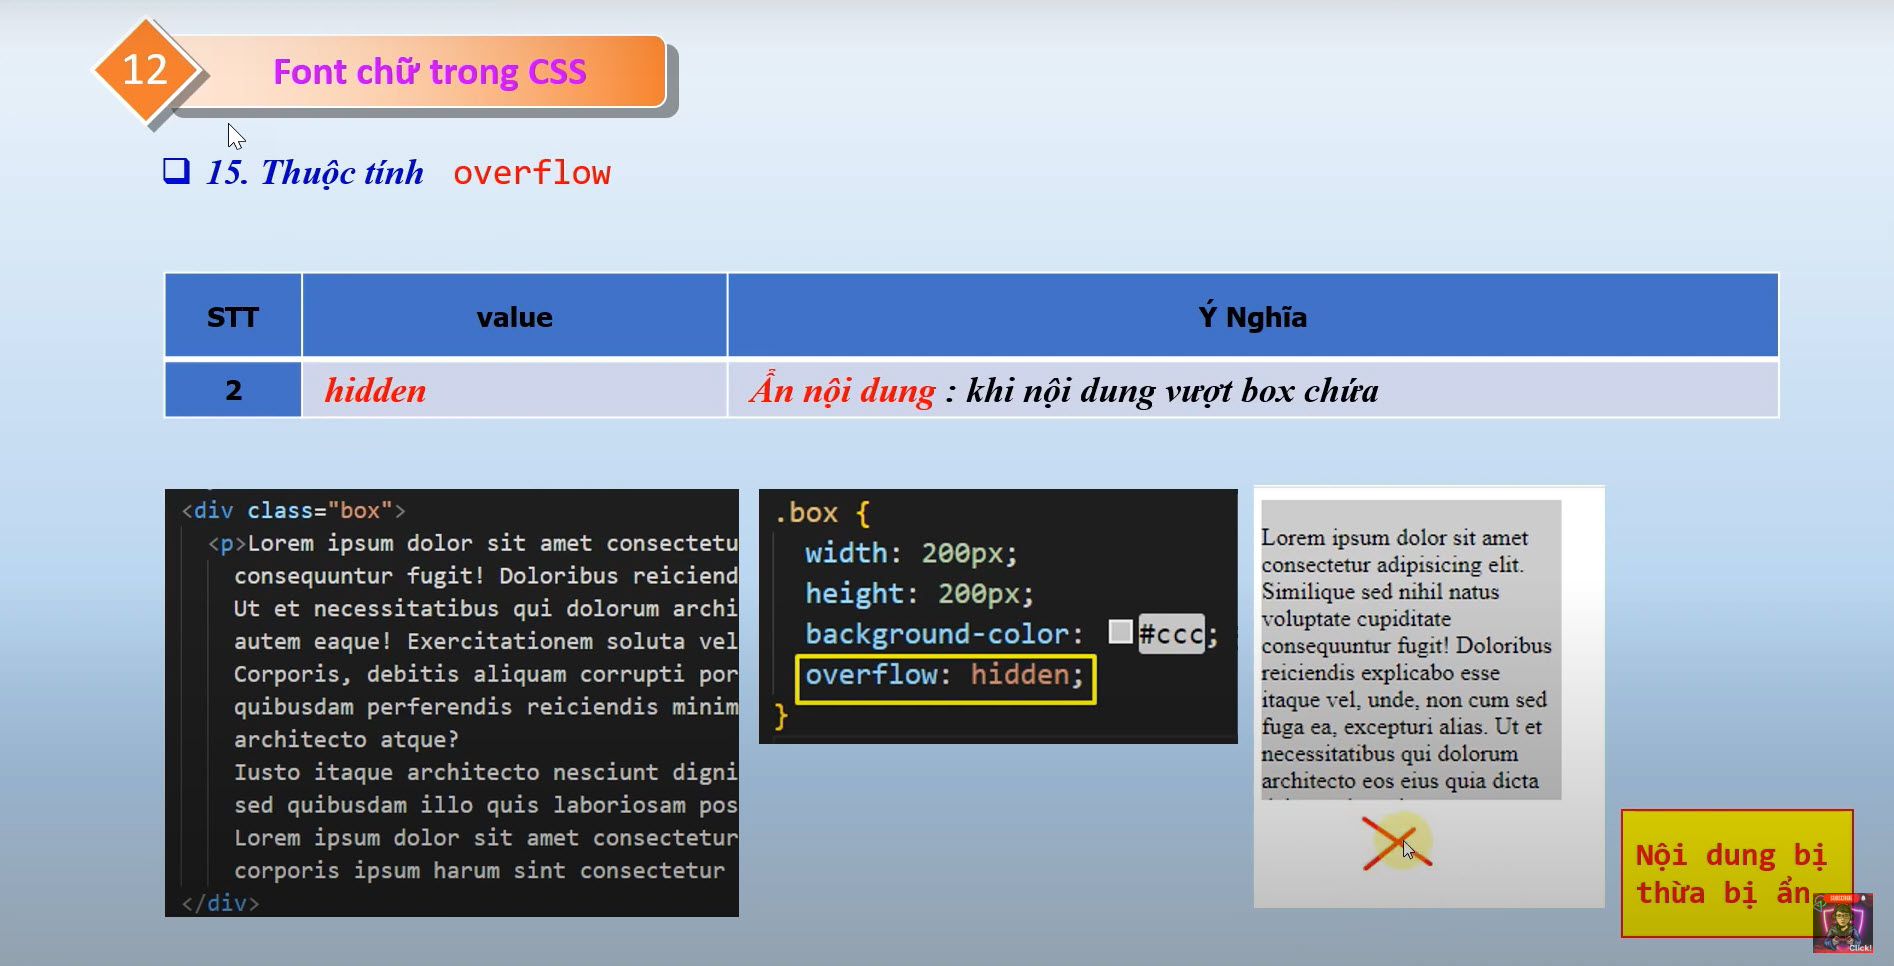 12
Font chữ trong CSS
15. Thuộc tính overflow
STT value Ý Nghĩa
2 hidden Ẩn nội dung : khi nội dung vượt box chứa
<div class="box">
<p>Lorem ipsum dolor sit amet consectetu
consequuntur fugit! Doloribus reiciend
Ut et necessitatibus qui dolorum archi
autem eaque! Exercitationem soluta vel
Corporis, debitis aliquam corrupti por
quibusdam perferendis reiciendis minim
architecto atque?
Iusto itaque architecto nesciunt digni
sed quibusdam illo quis laboriosam pos
Lorem ipsum dolor sit amet consectetur
corporis ipsum harum sint consectetur
</div>
.box {
width: 200px;
height: 200px;
background-color: #ccc;
overflow: hidden;
}
Lorem ipsum dolor sit amet
consectetur adipisicing elit.
Similique sed nihil natus
voluptate cupiditate
consequuntur fugit! Doloribus
reiciendis explicabo esse
itaque vel, unde, non cum sed
fuga ea, excepturi alias. Ut et
necessitatibus qui dolorum
architecto eos eius quia dicta
Nội dung bị
thừa bị ẩn
SUBSCRIBE
Click!